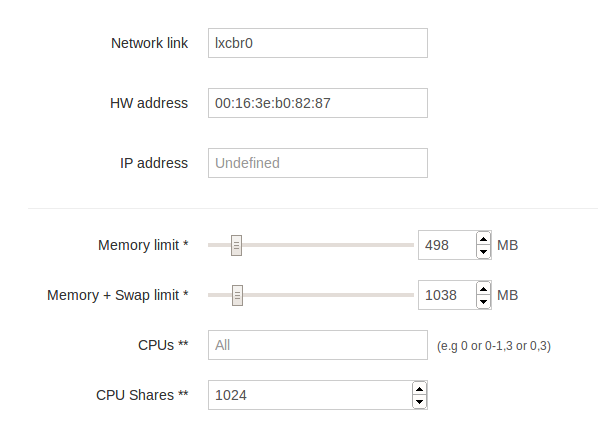 Network link lxcbr0
HW address 00:16:3e:b0:82:87
IP address Undefined
Memory limit * 498 MB
Memory + Swap limit * 1038 MB
CPUs ** All (e.g 0 or 0-1,3 or 0,3)
CPU Shares ** 1024